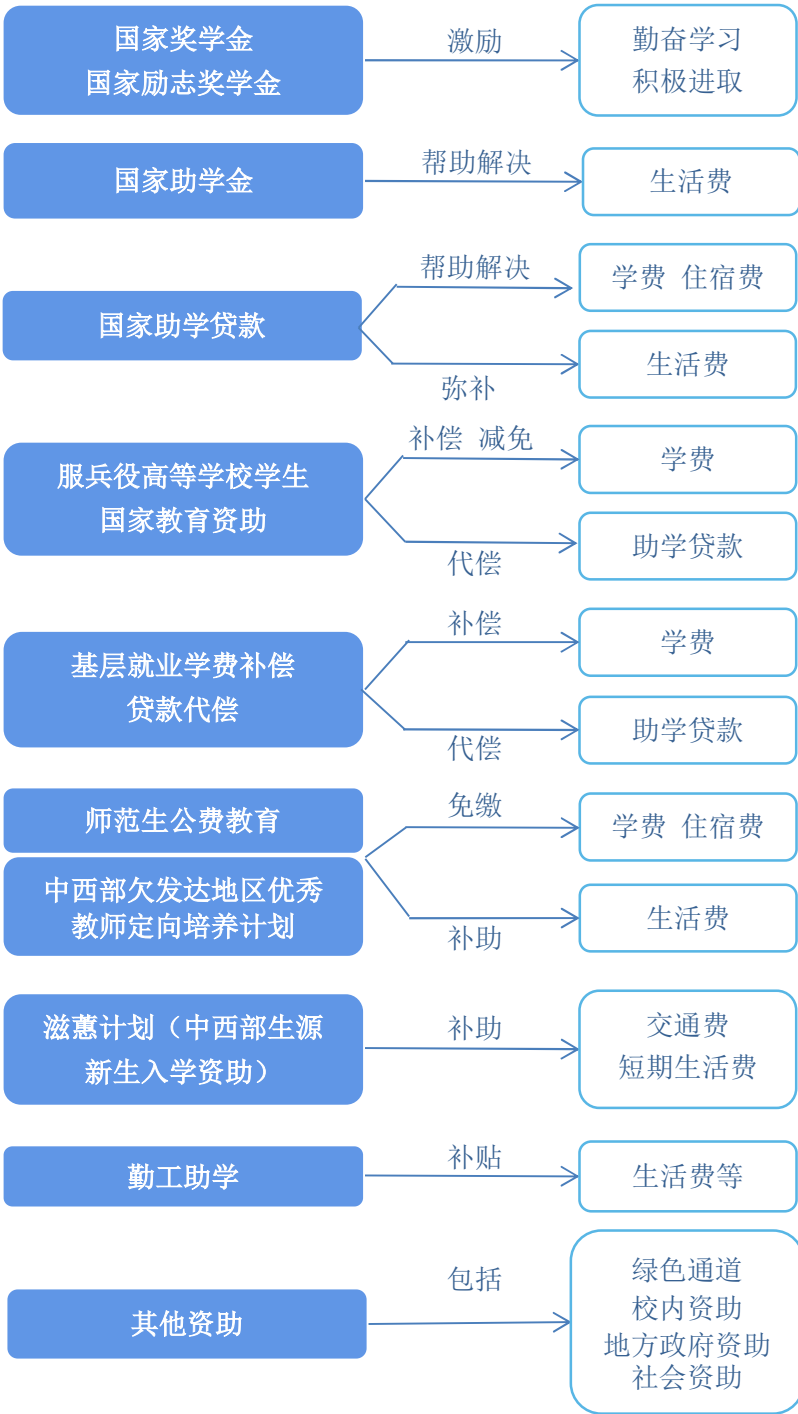 国家奖学金
国家励志奖学金
激励
勤奋学习
积极进取
国家助学金
帮助解决
生活费
国家助学贷款
帮助解决
学费 住宿费
弥补
生活费
服兵役高等学校学生
国家教育资助
补偿 减免
学费
代偿
助学贷款
基层就业学费补偿
贷款代偿
补偿
学费
代偿
助学贷款
师范生公费教育
中西部欠发达地区优秀
教师定向培养计划
免缴
学费 住宿费
补助
生活费
滋蕙计划（中西部生源
新生入学资助）
补助
交通费
短期生活费
勤工助学
补贴
生活费等
其他资助
包括
绿色通道
校内资助
地方政府资助
社会资助